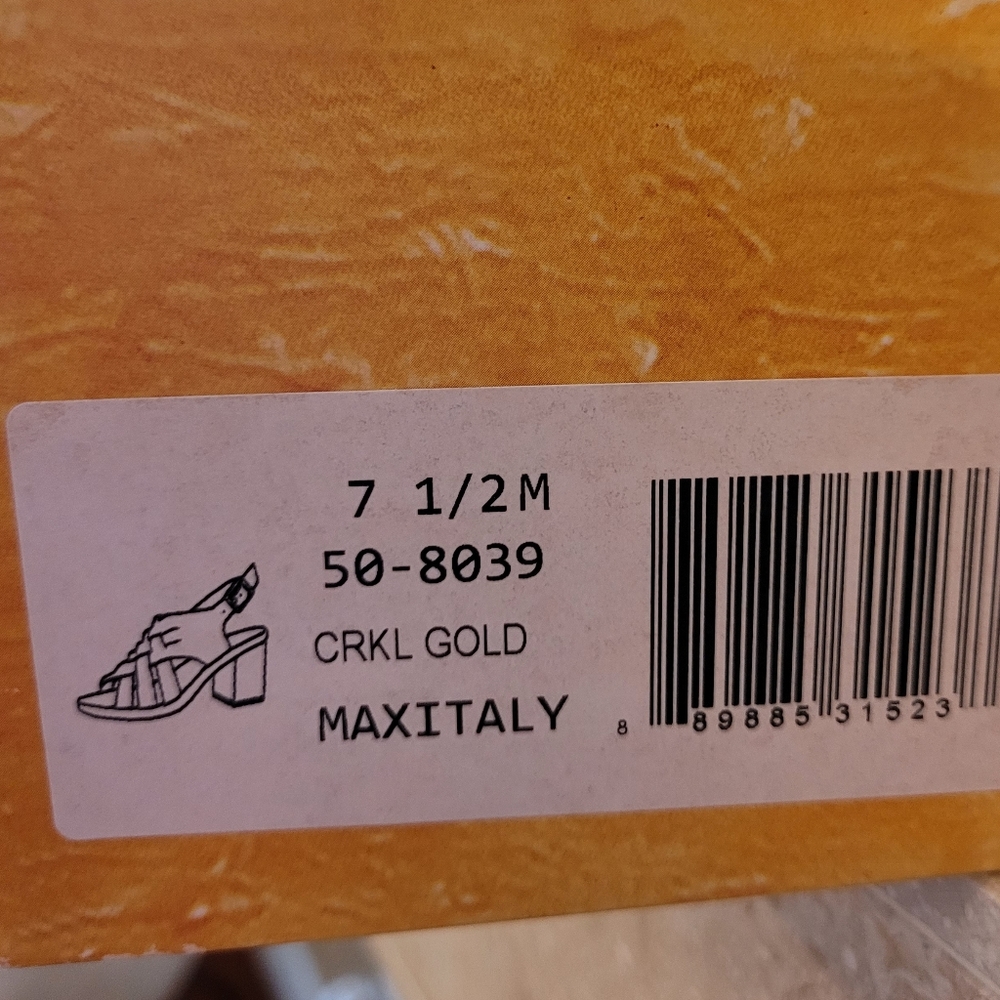 7 1/2M
50-8039
CRKL GOLD
MAXITALY
8 89885 31523